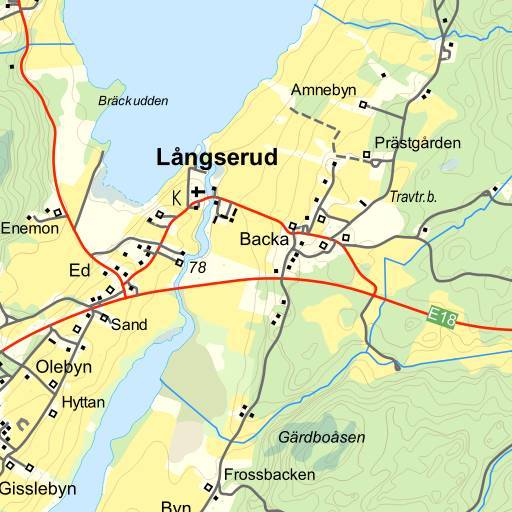 Amnebyn
Bräckudden
Prästgården
Långserud
K
Travtr.b.
Enemon
Backa
Ed
78
E18
Sand
Olebyn
Hyttan
Gärdboåsen
Frossbacken
Gisslebyn
Byn